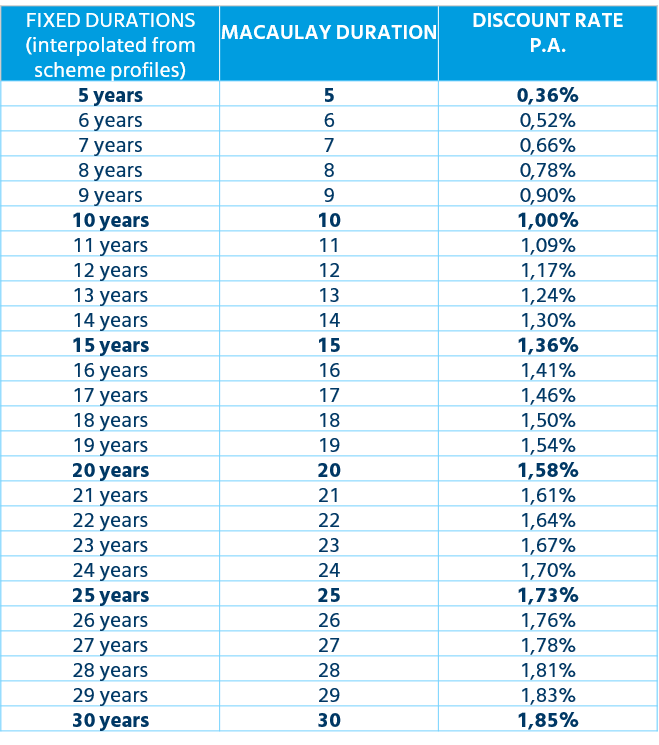 FIXED DURATIONS MACAULAY DURATION DISCOUNT RATE
(interpolated from P.A.
scheme profiles)
5 years 5 0,36%
6 years 6 0,52%
7 years 7 0,66%
8 years 8 0,78%
9 years 9 0,90%
10 years 10 1,00%
11 years 11 1,09%
12 years 12 1,17%
13 years 13 1,24%
14 years 14 1,30%
15 years 15 1,36%
16 years 16 1,41%
17 years 17 1,46%
18 years 18 1,50%
19 years 19 1,54%
20 years 20 1,58%
21 years 21 1,61%
22 years 22 1,64%
23 years 23 1,67%
24 years 24 1,70%
25 years 25 1,73%
26 years 26 1,76%
27 years 27 1,78%
28 years 28 1,81%
29 years 29 1,83%
30 years 30 1,85%